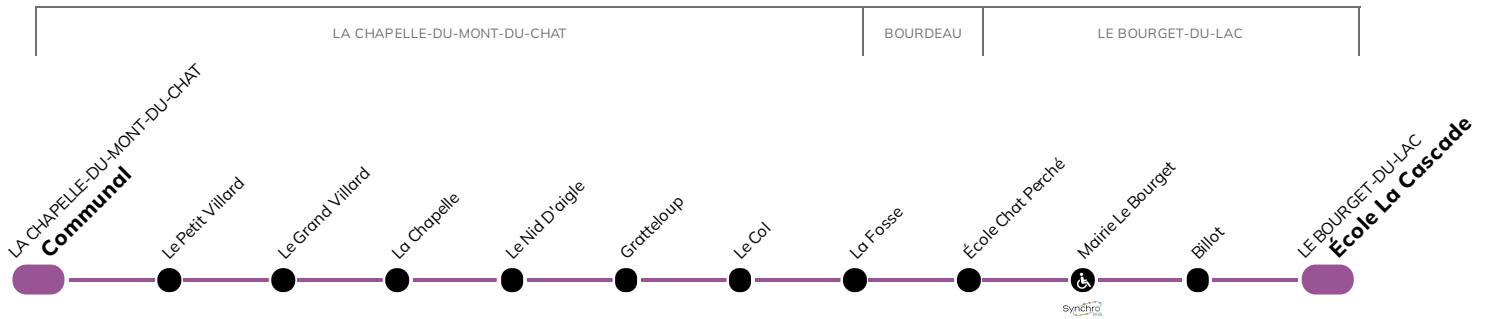 LA CHAPELLE-DU-MONT-DU-CHAT
BOURDEAU
LE BOURGET-DU-LAC
LA CHAPELLE-DU-MONT-DU-CHAT
Communal
Le Petit Villard
Le Grand Villard
La Chapelle
Le Nid D'aigle
Gratteloup
Le Col
La Fosse
École Chat Perché
Mairie Le Bourget
Billot
LE BOURGET-DU-LAC
École La Cascade
Synchro
BUS